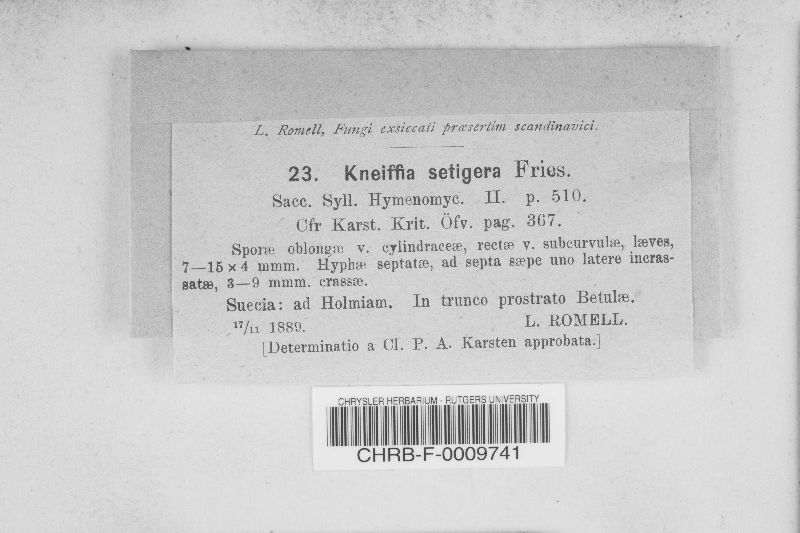 L. Romell, Fungi exsiccati præsertim scandinavici.
23. Kneiffia setigera Fries.
Sacc. Syll. Hymenomyc. II. p. 510.
Cfr Karst. Krit. Öfv. pag. 367.
Sporæ oblongæ v. cylindraceæ, rectæ v. subcurvulæ, læves,
7—15 × 4 mmm. Hyphæ septatæ, ad septa sæpe uno latere incras-
satæ, 3—9 mmm. crassæ.
Suecia: ad Holmiam. In trunco prostrato Betulæ.
17/11 1889. L. ROMELL.
[Determinatio a Cl. P. A. Karsten approbata.]
CHRYSLER HERBARIUM - RUTGERS UNIVERSITY
CHRB-F-0009741